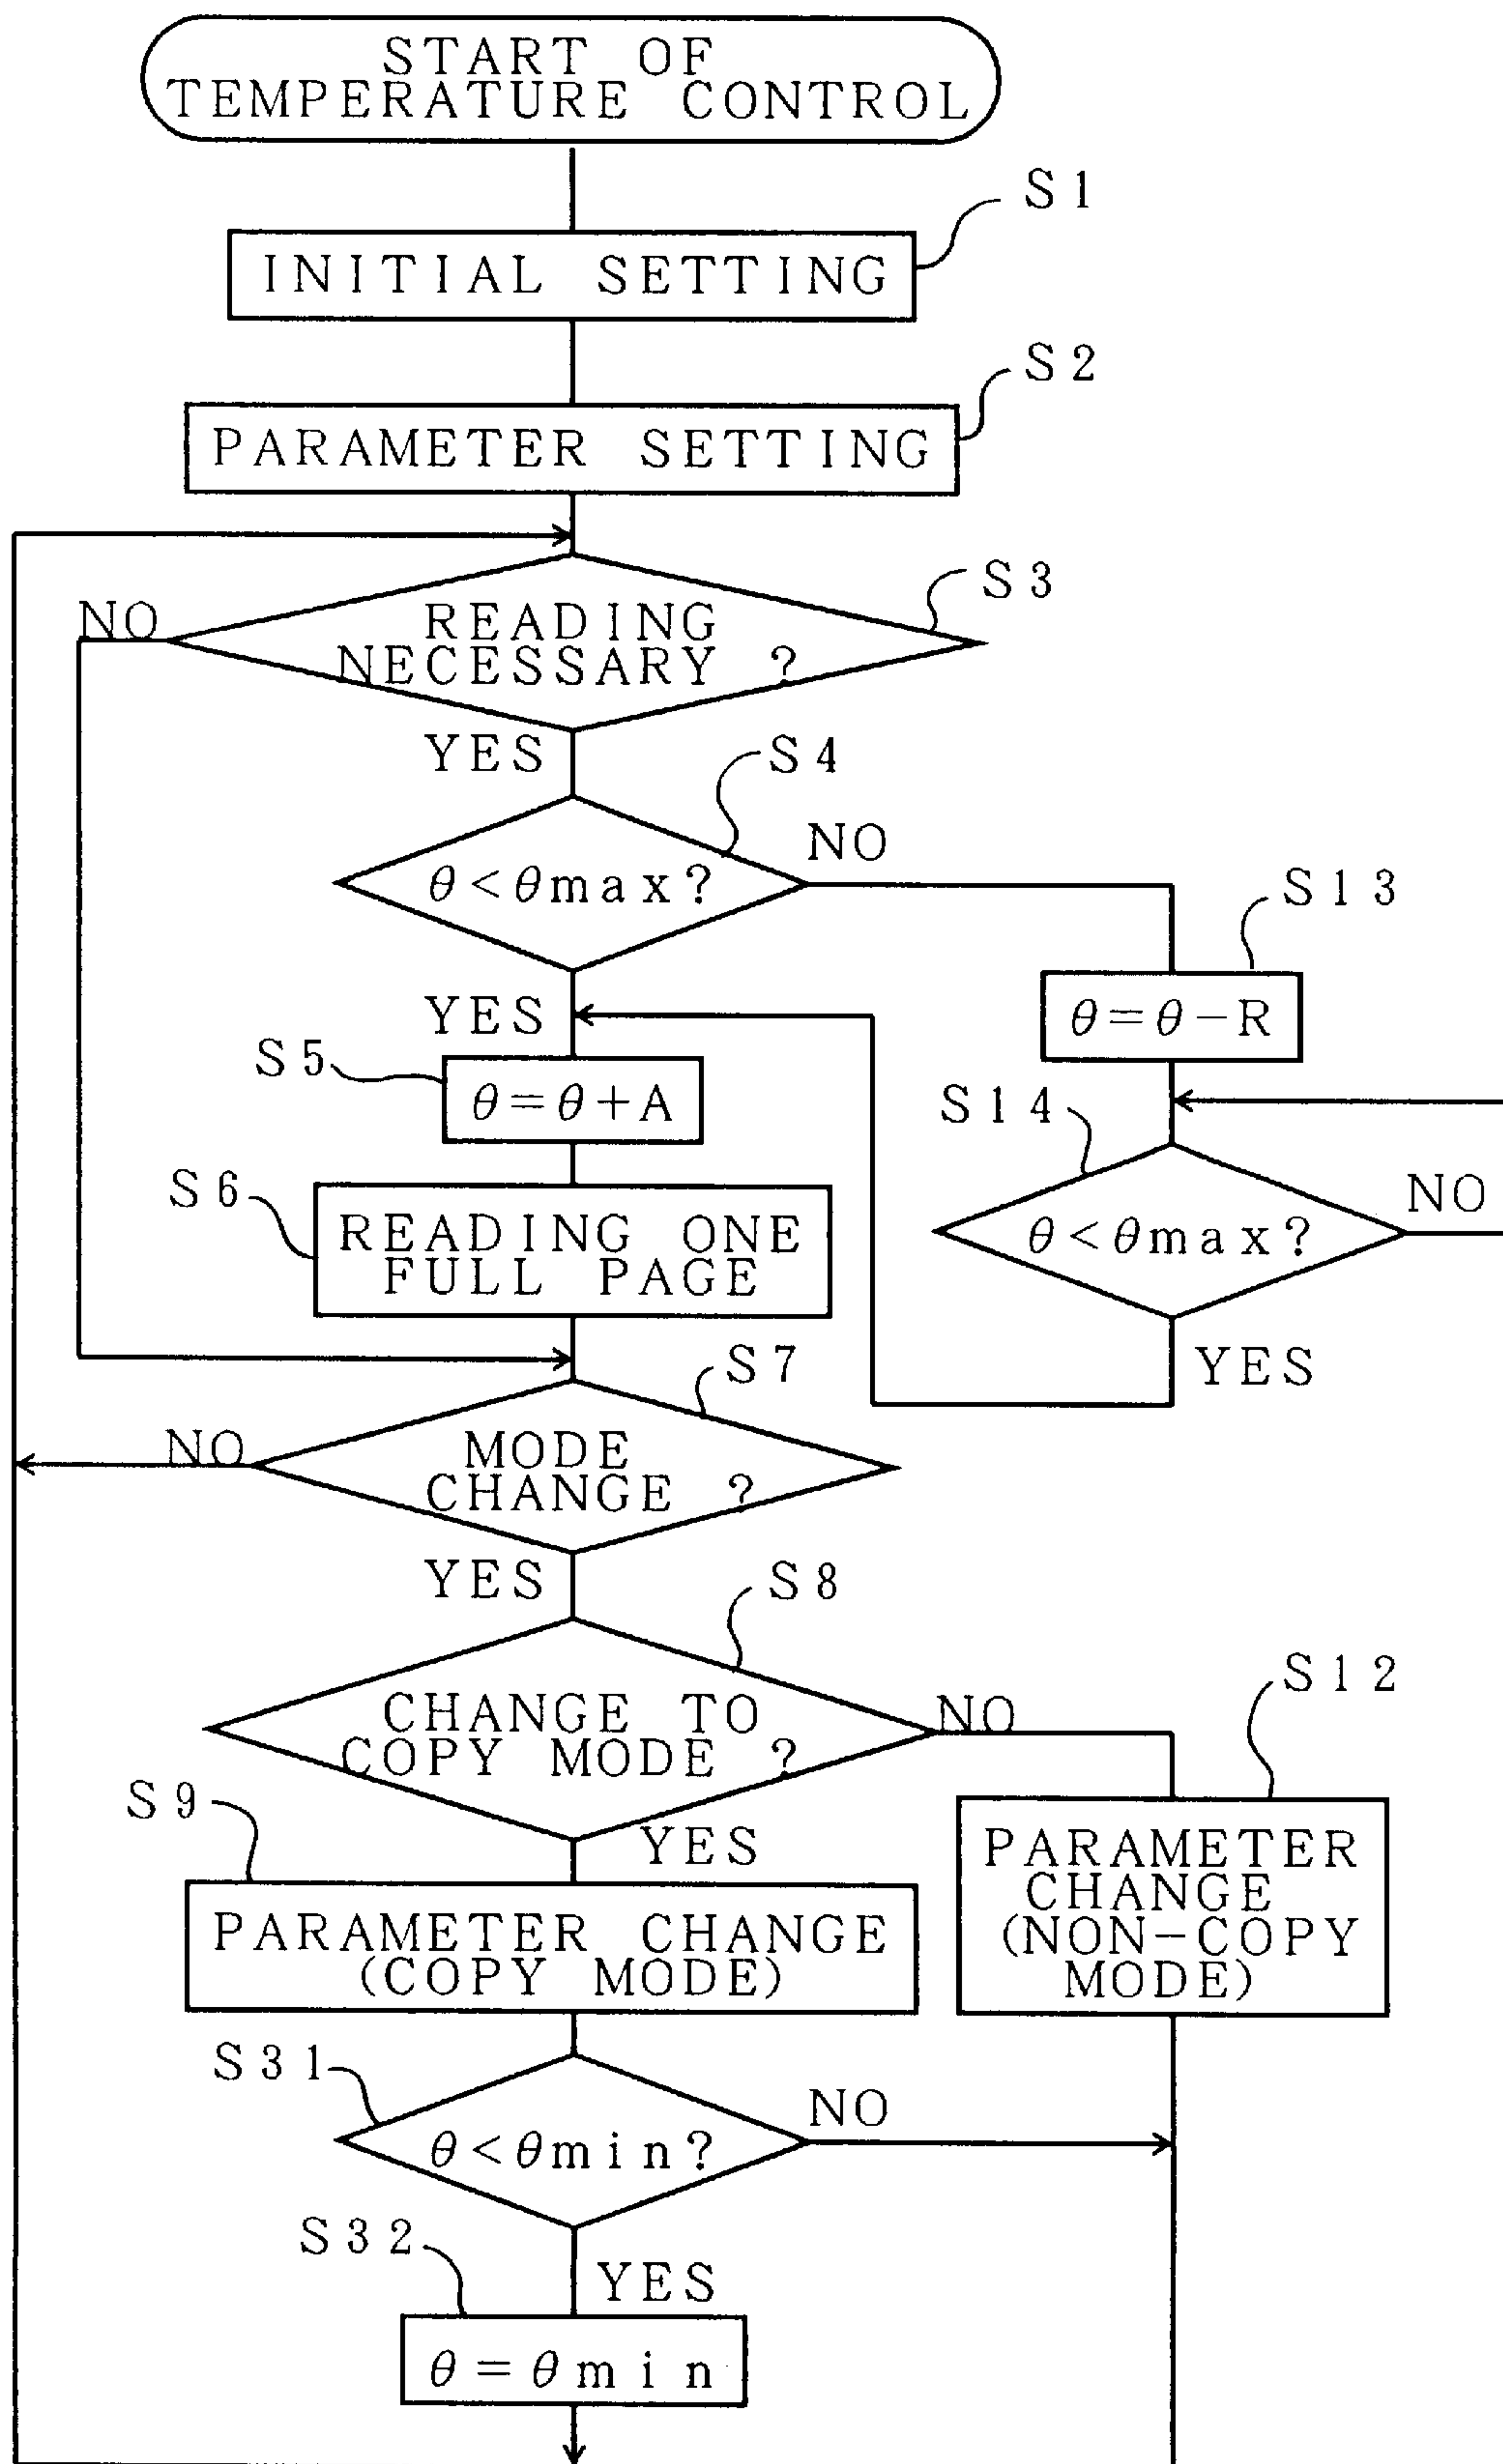 START OF
TEMPERATURE CONTROL
S1
INITIAL SETTING
S2
PARAMETER SETTING
S3
NO
READING
NECESSARY ?
YES
S4
NO
θ<θmax?
S13
YES
θ=θ-R
S5
θ=θ+A
S14
S6
READING ONE
FULL PAGE
NO
θ<θmax?
S7
YES
NO
MODE
CHANGE ?
YES
S8
S12
CHANGE TO
COPY MODE ?
NO
S9
YES
PARAMETER
CHANGE
(NON-COPY
MODE)
PARAMETER CHANGE
(COPY MODE)
S31
NO
θ<θmin?
S32
YES
θ=θmin